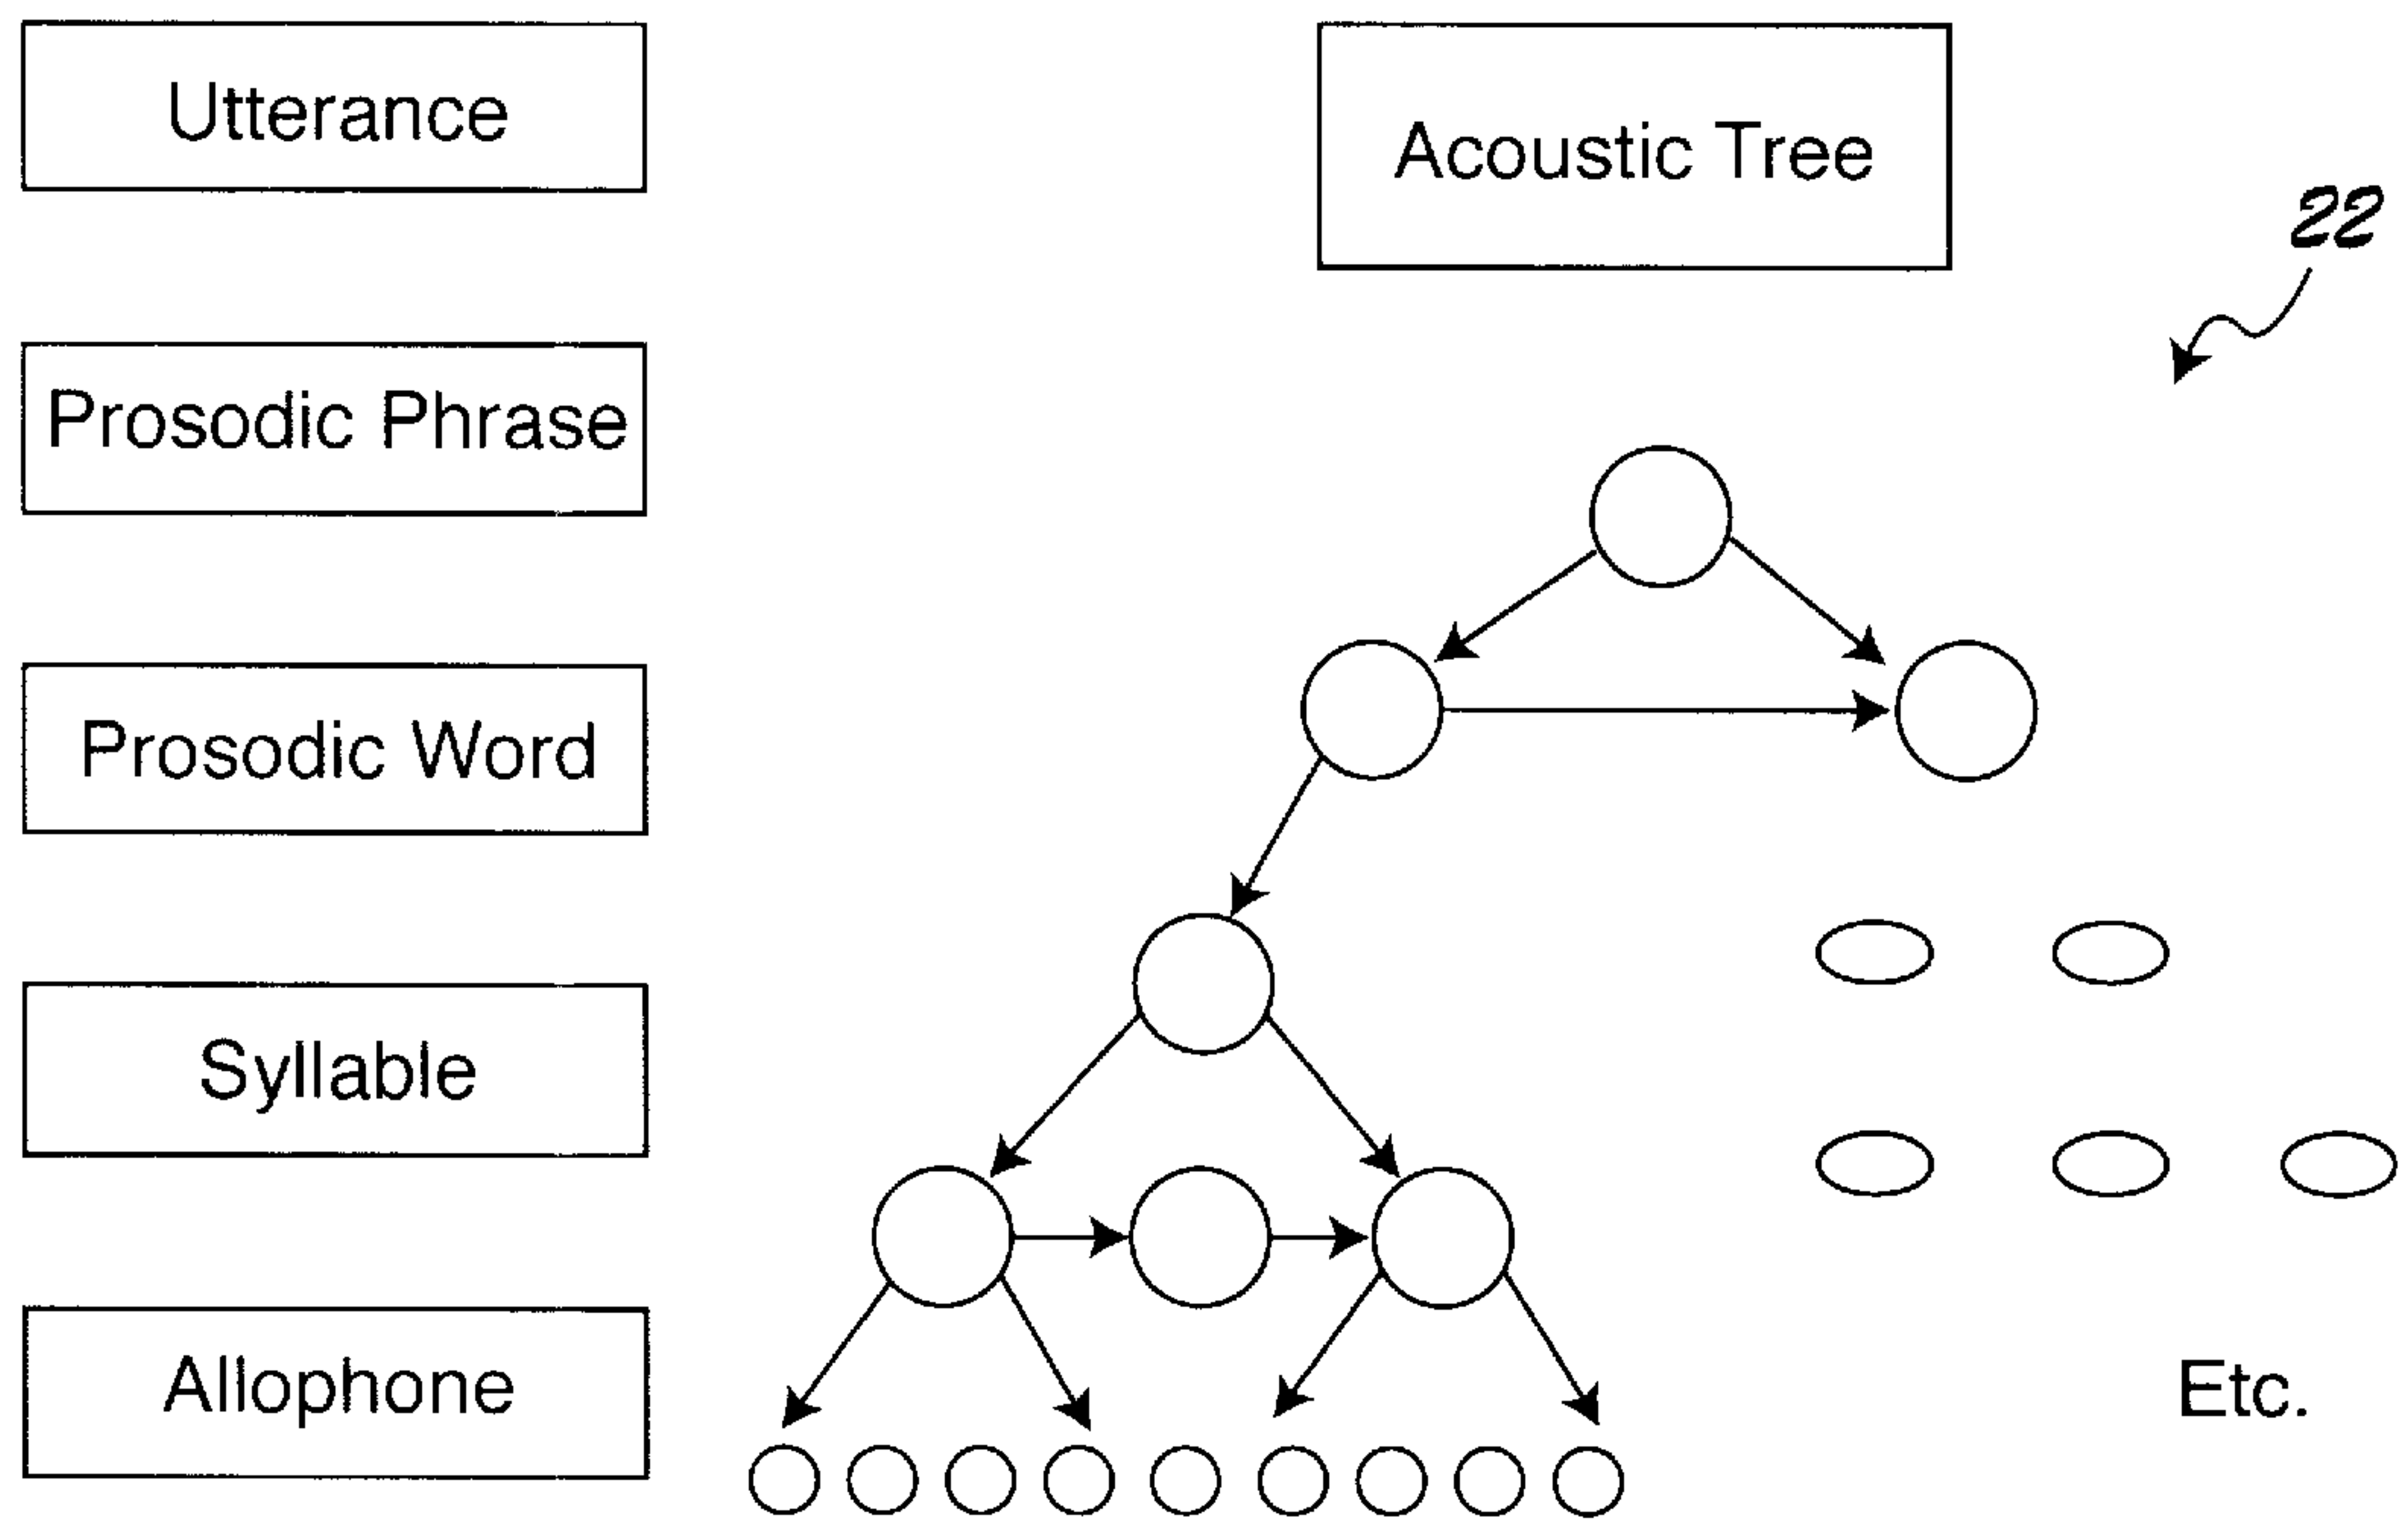 Utterance
Acoustic Tree
22
Prosodic Phrase
Prosodic Word
Syllable
Allophone
Etc.